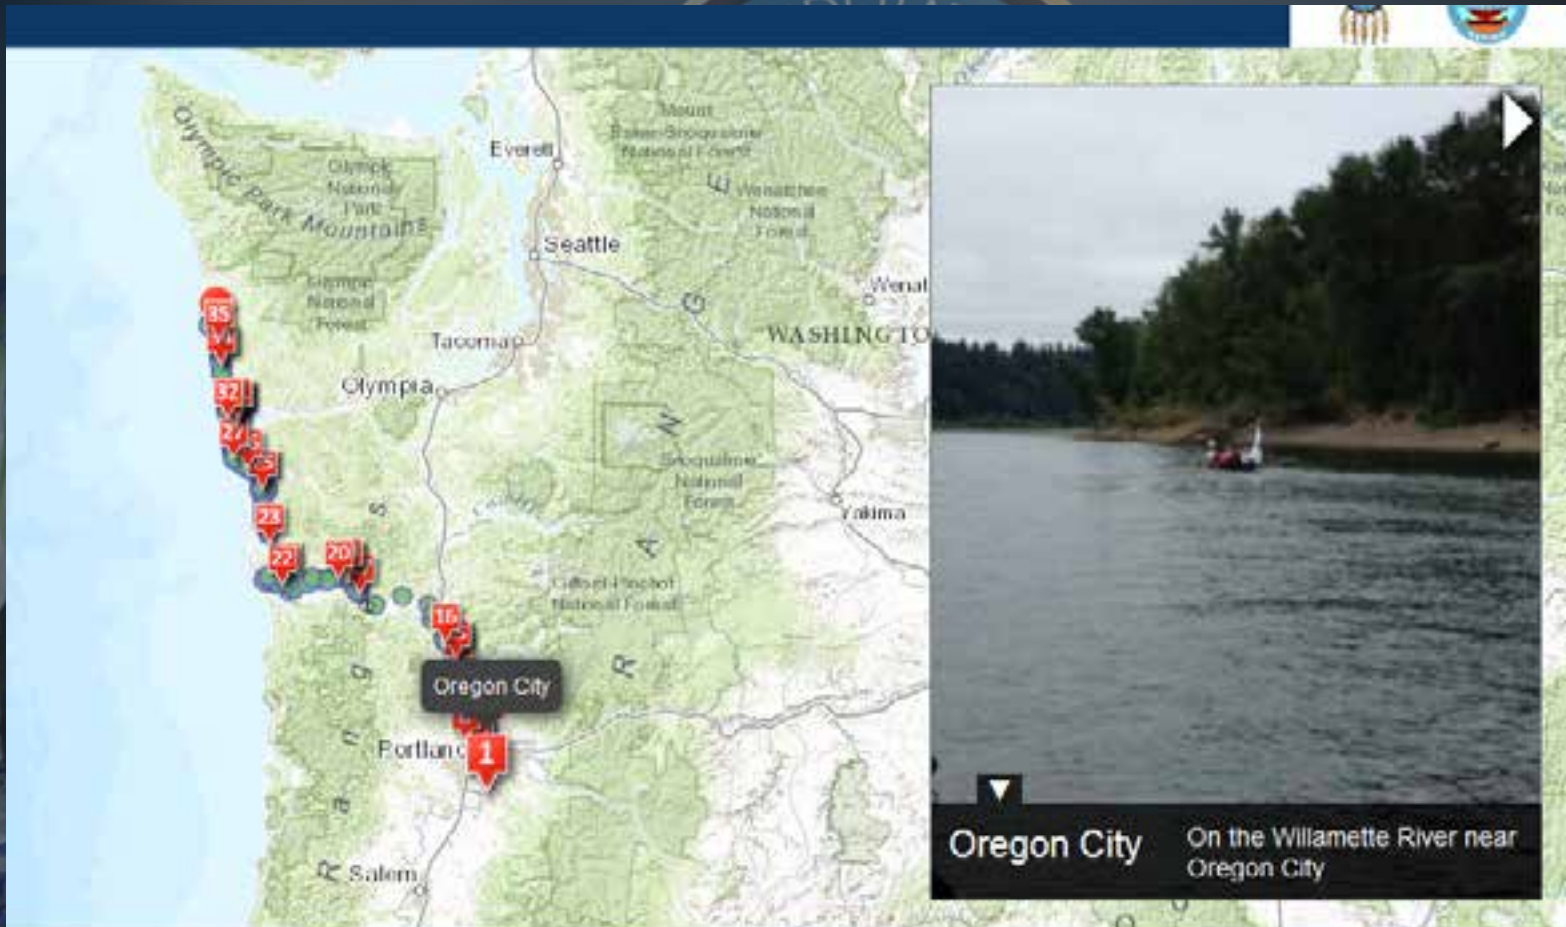 Olympic Park Mountains
Olympic
National
Park
Everett
Mount
Baker-Snoqualmie
National Forest
Wenatchee
National
Forest
Seattle
Olympic
National
Forest
35
Wenat
WASHINGTO
Tacoma
Olympia
32
27
25
Snoqualmie
National
Forest
Yakima
23
22
20
Gifford Pinchot
National Forest
16
Oregon City
Portland
1
Salem
R a n g
s
R A N G E
Oregon City
On the Willamette River near
Oregon City